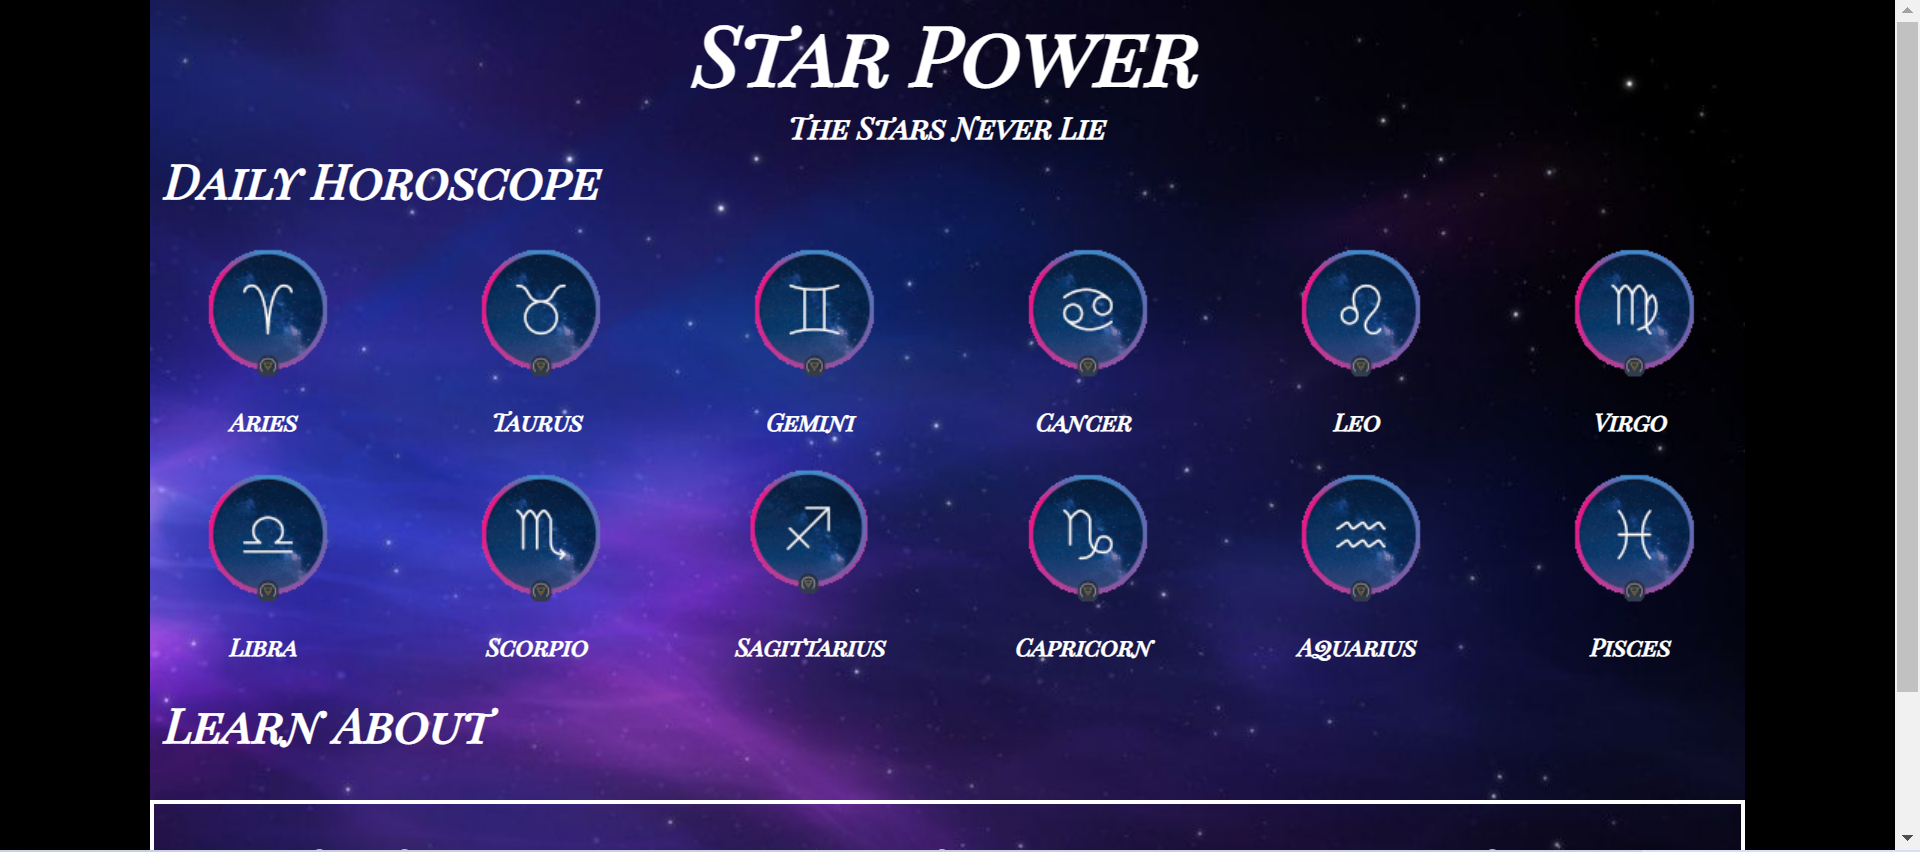 Star Power
The Stars Never Lie
Daily Horoscope
Aries Taurus Gemini Cancer Leo Virgo
Libra Scorpio Sagittarius Capricorn Aquarius Pisces
Learn About